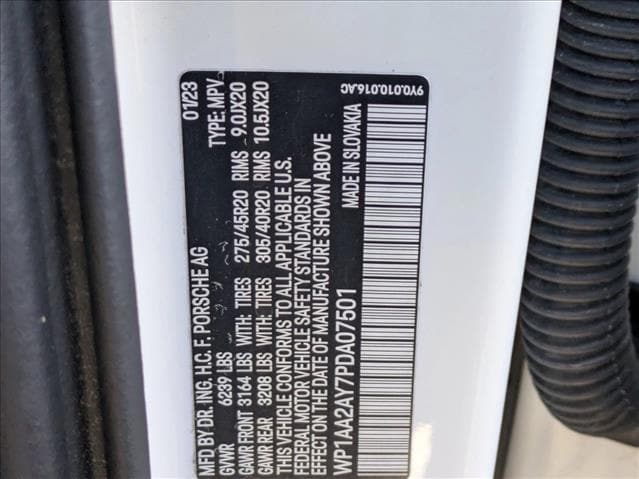 MFD BY DR. ING. H.C. F. PORSCHE AG 01/23
GVWR 6239 LBS TYPE: MPV
GAWR FRONT 3164 LBS WITH: TIRES 275/45R20 RIMS 9.0JX20
GAWR REAR 3208 LBS WITH: TIRES 305/40R20 RIMS 10.5JX20
THIS VEHICLE CONFORMS TO ALL APPLICABLE U.S.
FEDERAL MOTOR VEHICLE SAFETY STANDARDS IN
EFFECT ON THE DATE OF MANUFACTURE SHOWN ABOVE
WP1AA2AY7PDA07501 MADE IN SLOVAKIA
9Y0.010.016.AC